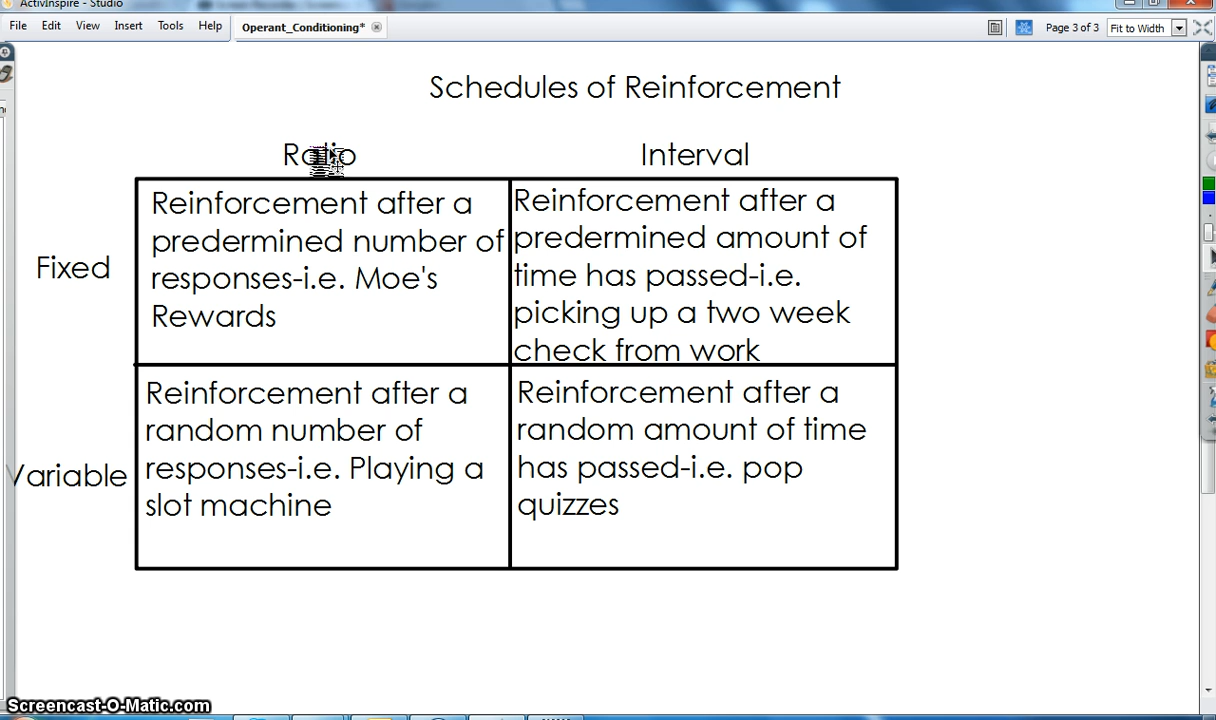 ActivInspire - Studio
File Edit View Insert Tools Help Operant_Conditioning* Page 3 of 3 Fit to Width
Schedules of Reinforcement
Ratio Interval
Fixed
Reinforcement after a
predermined number of
responses-i.e. Moe's
Rewards
Reinforcement after a
predermined amount of
time has passed-i.e.
picking up a two week
check from work
Variable
Reinforcement after a
random number of
responses-i.e. Playing a
slot machine
Reinforcement after a
random amount of time
has passed-i.e. pop
quizzes
Screencast-O-Matic.com